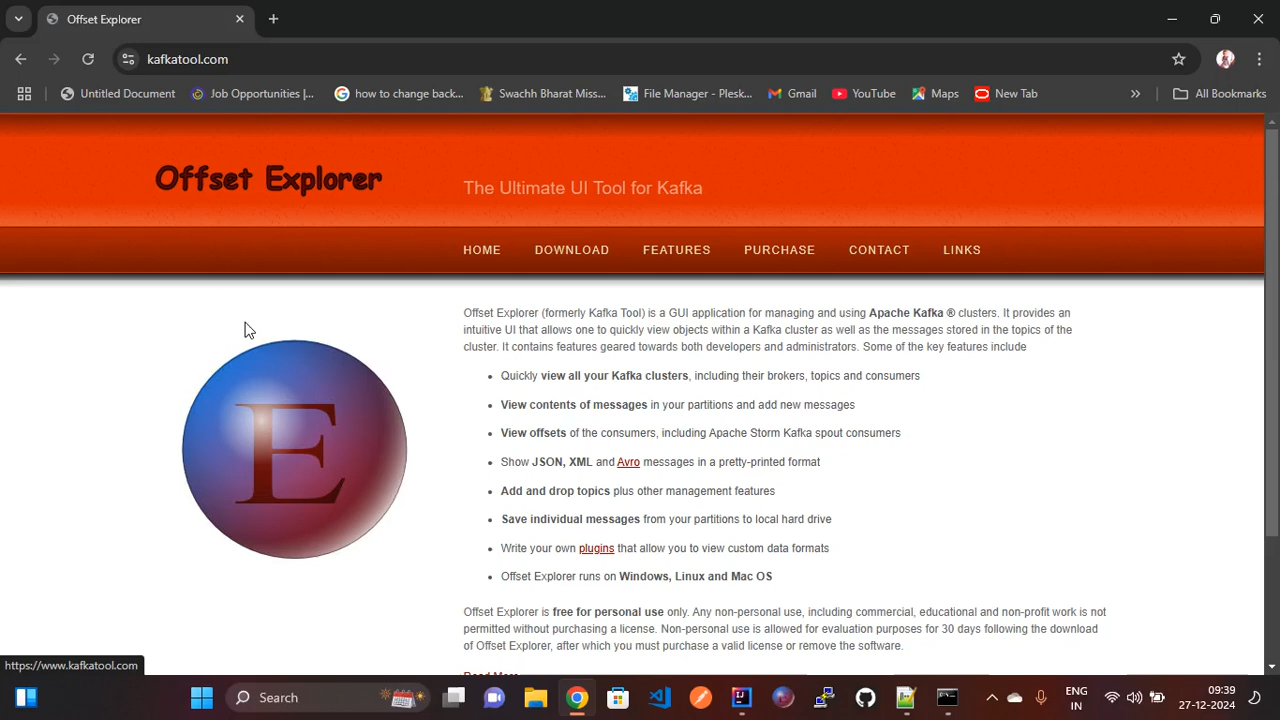 Offset Explorer
kafkatool.com
Untitled Document
Job Opportunities |...
how to change back...
Swachh Bharat Miss...
File Manager - Plesk...
Gmail
YouTube
Maps
New Tab
All Bookmarks
Offset Explorer
The Ultimate UI Tool for Kafka
HOME
DOWNLOAD
FEATURES
PURCHASE
CONTACT
LINKS
Offset Explorer (formerly Kafka Tool) is a GUI application for managing and using Apache Kafka ® clusters. It provides an
intuitive UI that allows one to quickly view objects within a Kafka cluster as well as the messages stored in the topics of the
cluster. It contains features geared towards both developers and administrators. Some of the key features include
Quickly view all your Kafka clusters, including their brokers, topics and consumers
View contents of messages in your partitions and add new messages
View offsets of the consumers, including Apache Storm Kafka spout consumers
Show JSON, XML and Avro messages in a pretty-printed format
Add and drop topics plus other management features
Save individual messages from your partitions to local hard drive
Write your own plugins that allow you to view custom data formats
Offset Explorer runs on Windows, Linux and Mac OS
E
Offset Explorer is free for personal use only. Any non-personal use, including commercial, educational and non-profit work is not
permitted without purchasing a license. Non-personal use is allowed for evaluation purposes for 30 days following the download
of Offset Explorer, after which you must purchase a valid license or remove the software.
Read More
https://www.kafkatool.com
Search
ENG
IN
09:39
27-12-2024